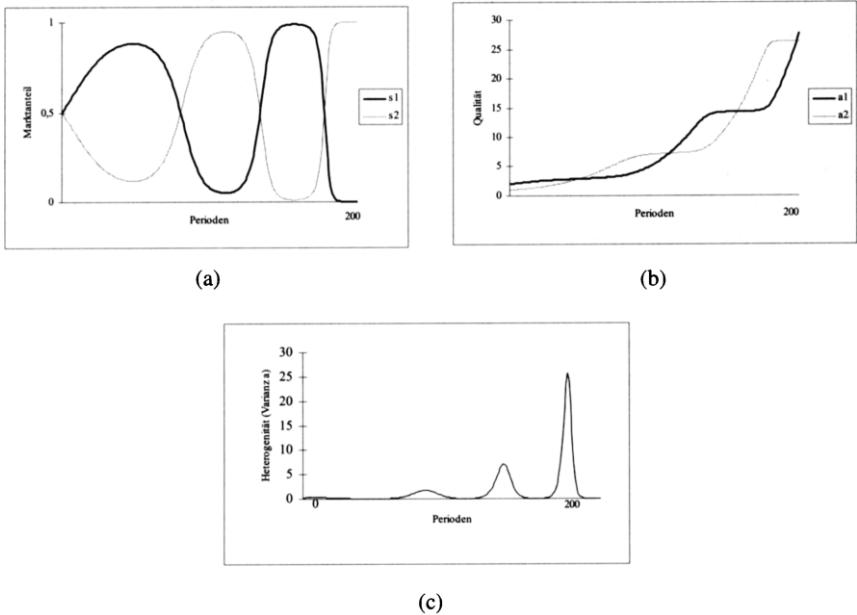 1
0,5
0
Marktanteil
Perioden
200
s1
s2
(a)
30
25
20
15
10
5
0
Qualität
Perioden
200
a1
a2
(b)
30
25
20
15
10
5
0
Heterogenität (Varianz a)
0
200
Perioden
(c)